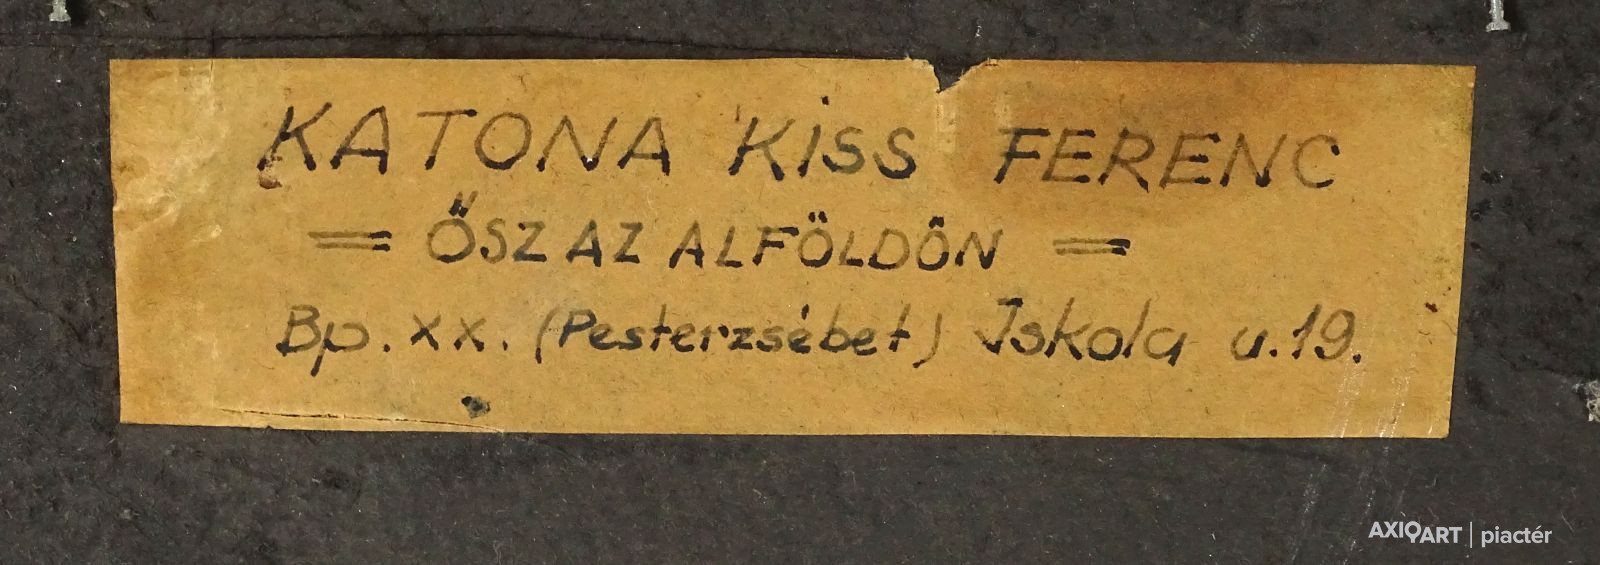 KATONA KISS FERENC
= ŐSZ AZ ALFÖLDÖN =
Bp. XX. (Pesterzsébet) Iskola u. 19.
AXIOART | piactér